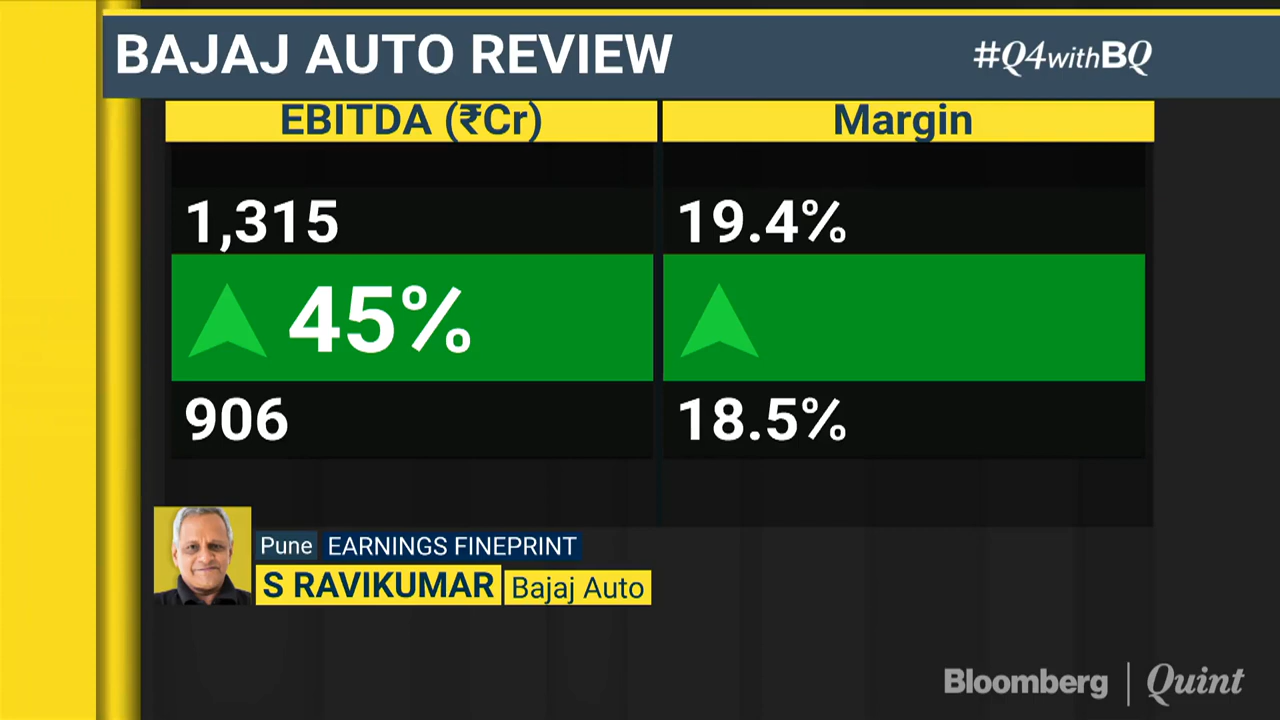 BAJAJ AUTO REVIEW
#Q4withBQ
EBITDA (₹Cr) Margin
1,315 19.4%
45%
906 18.5%
Pune EARNINGS FINEPRINT
S RAVIKUMAR Bajaj Auto
Bloomberg | Quint